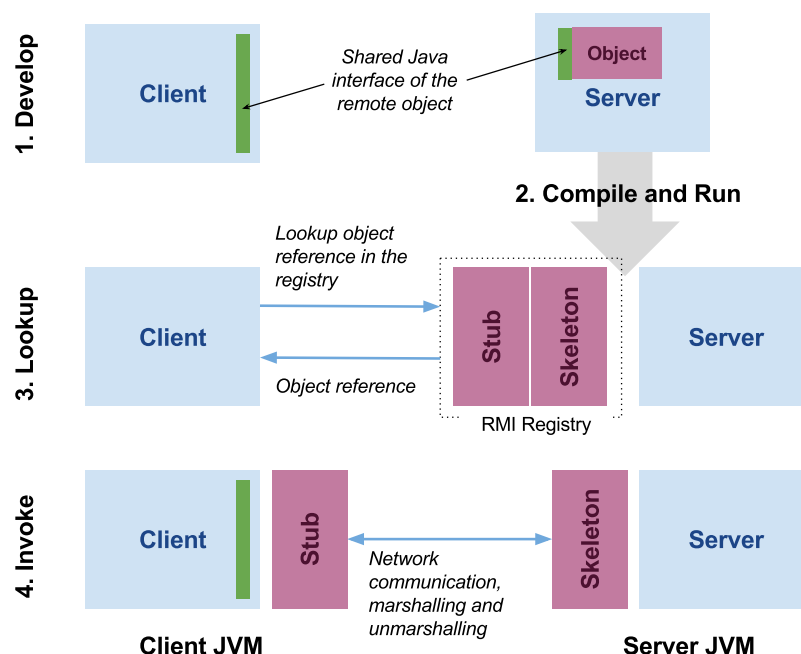 1. Develop
Client
Shared Java
interface of the
remote object
Object
Server
2. Compile and Run
3. Lookup
Client
Lookup object
reference in the
registry
Object reference
Stub
Skeleton
RMI Registry
Server
4. Invoke
Client
Stub
Network
communication,
marshalling and
unmarshalling
Skeleton
Server
Client JVM
Server JVM